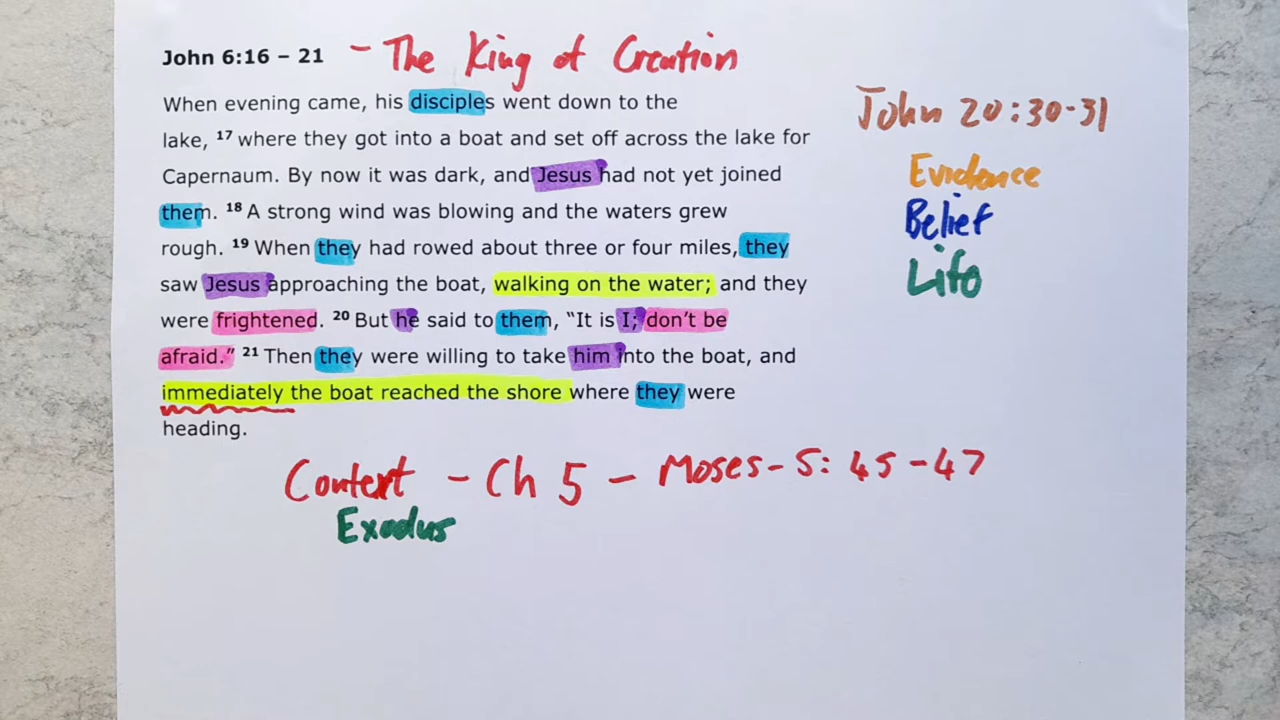 John 6:16 – 21 - The King of Creation
When evening came, his disciples went down to the
lake, 17 where they got into a boat and set off across the lake for
Capernaum. By now it was dark, and Jesus had not yet joined
them. 18 A strong wind was blowing and the waters grew
rough. 19 When they had rowed about three or four miles, they
saw Jesus approaching the boat, walking on the water; and they
were frightened. 20 But he said to them, “It is I; don’t be
afraid.” 21 Then they were willing to take him into the boat, and
immediately the boat reached the shore where they were
heading.
Context - Ch 5 - Moses - 5: 45-47
Exodus
John 20:30-31
Evidence
Belief
Life